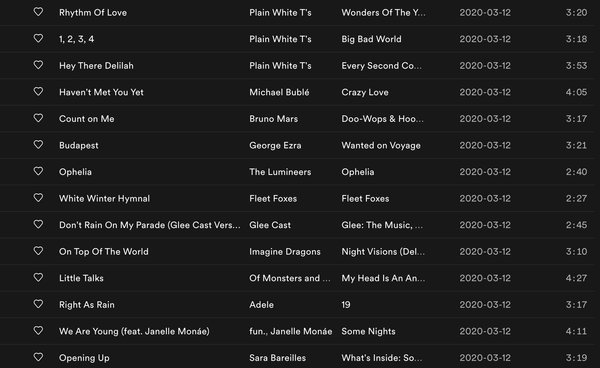 Rhythm Of Love Plain White T's Wonders Of The Y... 2020-03-12 3:20
1, 2, 3, 4 Plain White T's Big Bad World 2020-03-12 3:18
Hey There Delilah Plain White T's Every Second Co... 2020-03-12 3:53
Haven't Met You Yet Michael Bublé Crazy Love 2020-03-12 4:05
Count on Me Bruno Mars Doo-Wops & Hoo... 2020-03-12 3:17
Budapest George Ezra Wanted on Voyage 2020-03-12 3:21
Ophelia The Lumineers Ophelia 2020-03-12 2:40
White Winter Hymnal Fleet Foxes Fleet Foxes 2020-03-12 2:27
Don't Rain On My Parade (Glee Cast Vers... Glee Cast Glee: The Music, ... 2020-03-12 2:45
On Top Of The World Imagine Dragons Night Visions (Del... 2020-03-12 3:10
Little Talks Of Monsters and ... My Head Is An An... 2020-03-12 4:27
Right As Rain Adele 19 2020-03-12 3:17
We Are Young (feat. Janelle Monáe) fun., Janelle Monáe Some Nights 2020-03-12 4:11
Opening Up Sara Bareilles What's Inside: So... 2020-03-12 3:19